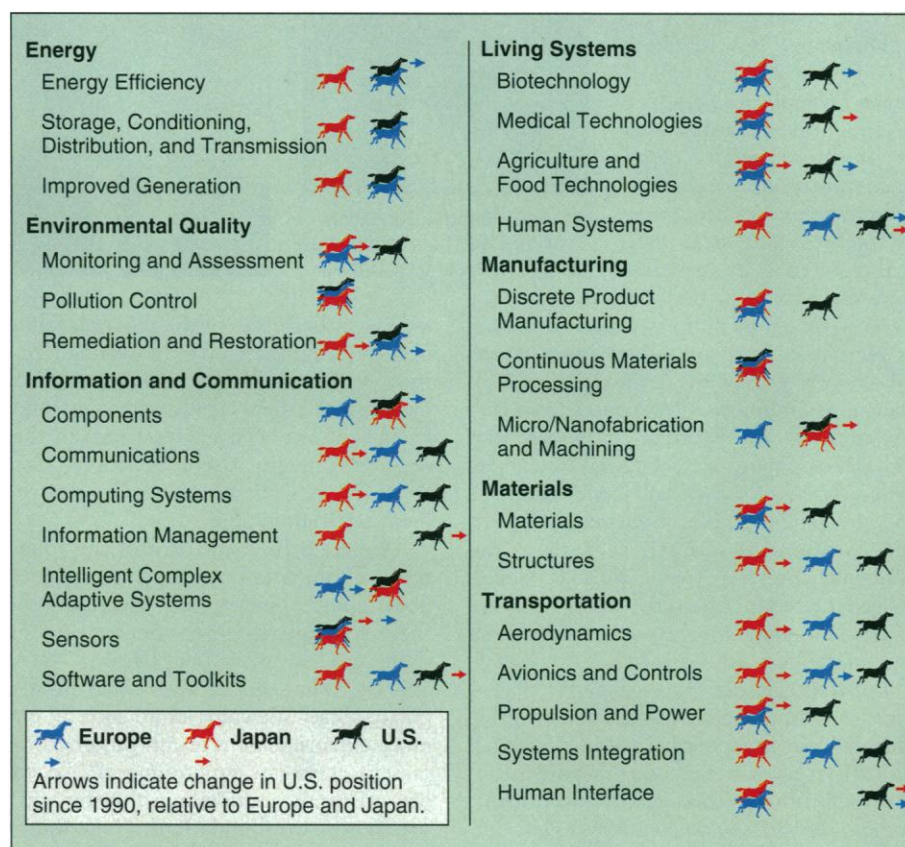 Energy
Energy Efficiency
Storage, Conditioning,
Distribution, and Transmission
Improved Generation
Environmental Quality
Monitoring and Assessment
Pollution Control
Remediation and Restoration
Information and Communication
Components
Communications
Computing Systems
Information Management
Intelligent Complex
Adaptive Systems
Sensors
Software and Toolkits
Europe Japan U.S.
Arrows indicate change in U.S. position
since 1990, relative to Europe and Japan.
Living Systems
Biotechnology
Medical Technologies
Agriculture and
Food Technologies
Human Systems
Manufacturing
Discrete Product
Manufacturing
Continuous Materials
Processing
Micro/Nanofabrication
and Machining
Materials
Materials
Structures
Transportation
Aerodynamics
Avionics and Controls
Propulsion and Power
Systems Integration
Human Interface